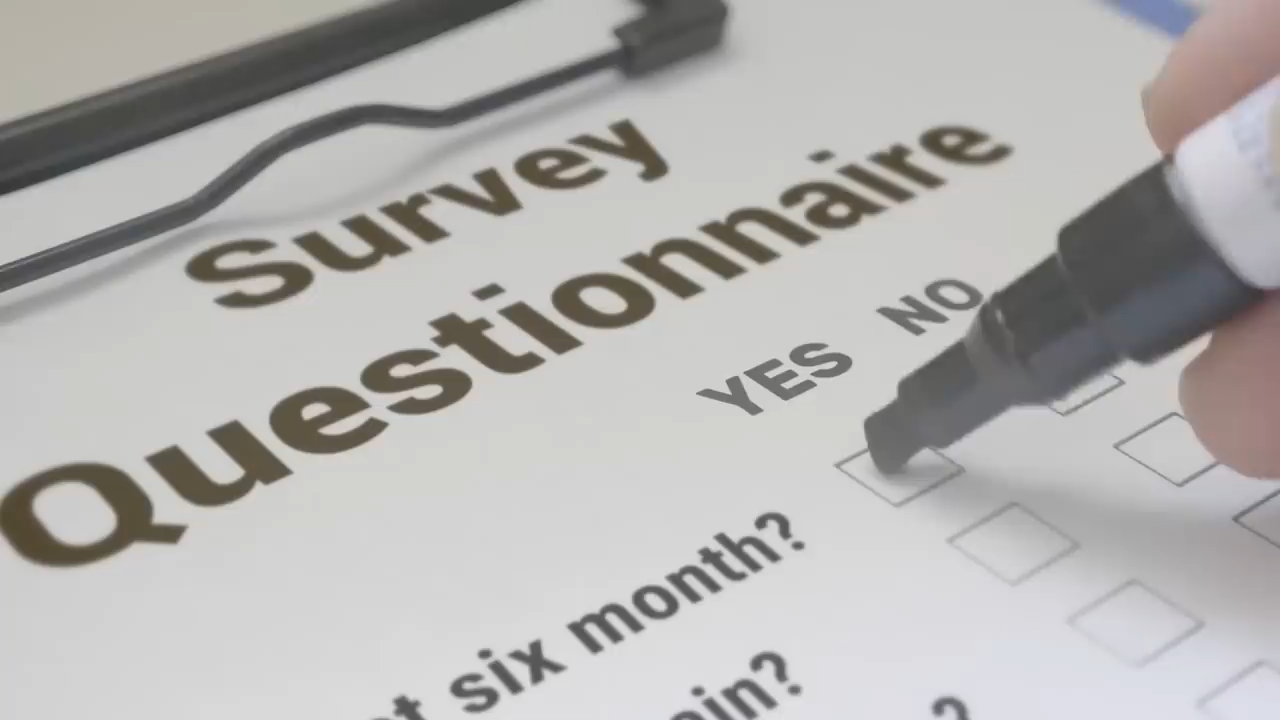 Survey
Questionnaire
YES NO
six month?
?
?